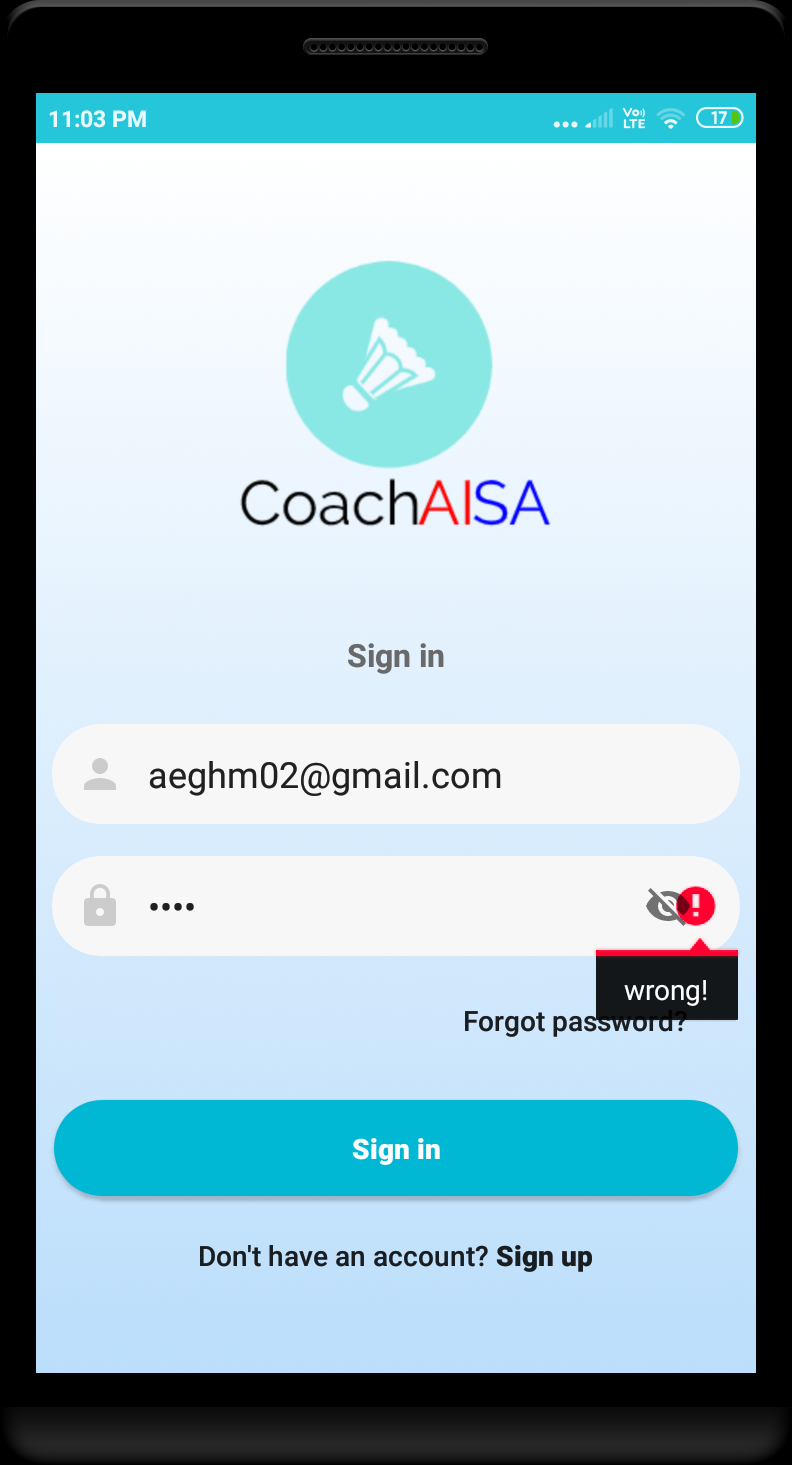 11:03 PM
Vo) LTE
17
CoachAISA
Sign in
aeghm02@gmail.com
••••
wrong!
Forgot password?
Sign in
Don't have an account? Sign up